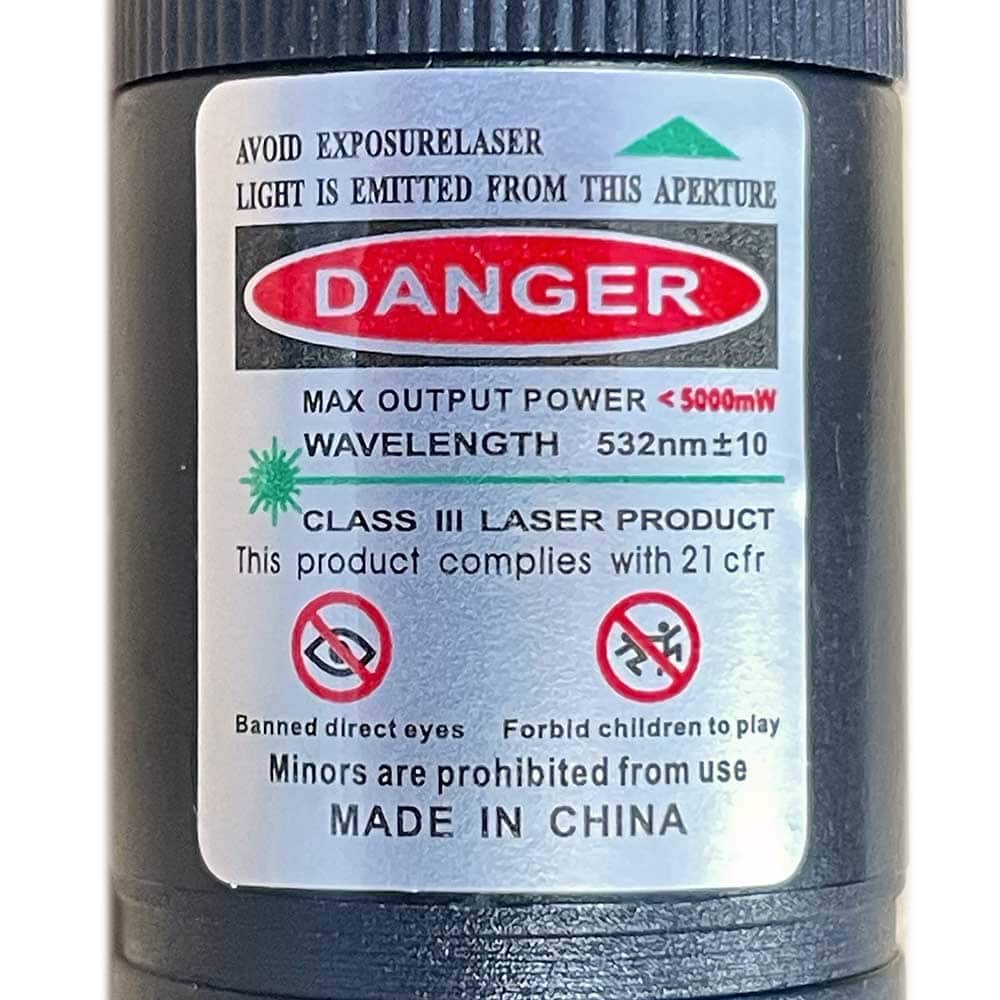 AVOID EXPOSURELASER
LIGHT IS EMITTED FROM THIS APERTURE
DANGER
MAX OUTPUT POWER <5000mW
WAVELENGTH 532nm±10
CLASS III LASER PRODUCT
This product complies with 21 cfr
Banned direct eyes Forbid children to play
Minors are prohibited from use
MADE IN CHINA